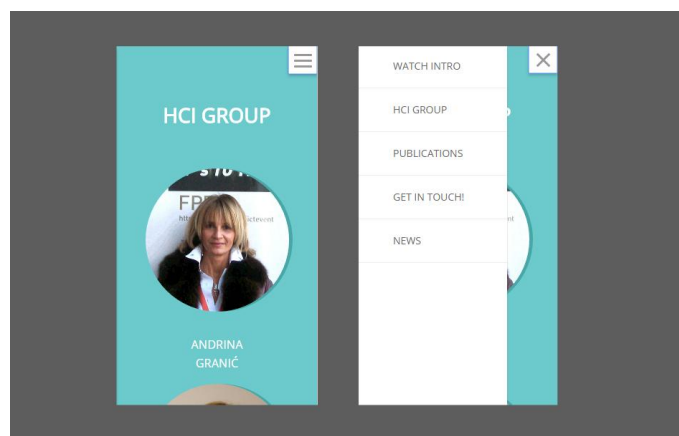 HCI GROUP
ANDRINA
GRANIĆ
WATCH INTRO
HCI GROUP
PUBLICATIONS
GET IN TOUCH!
NEWS